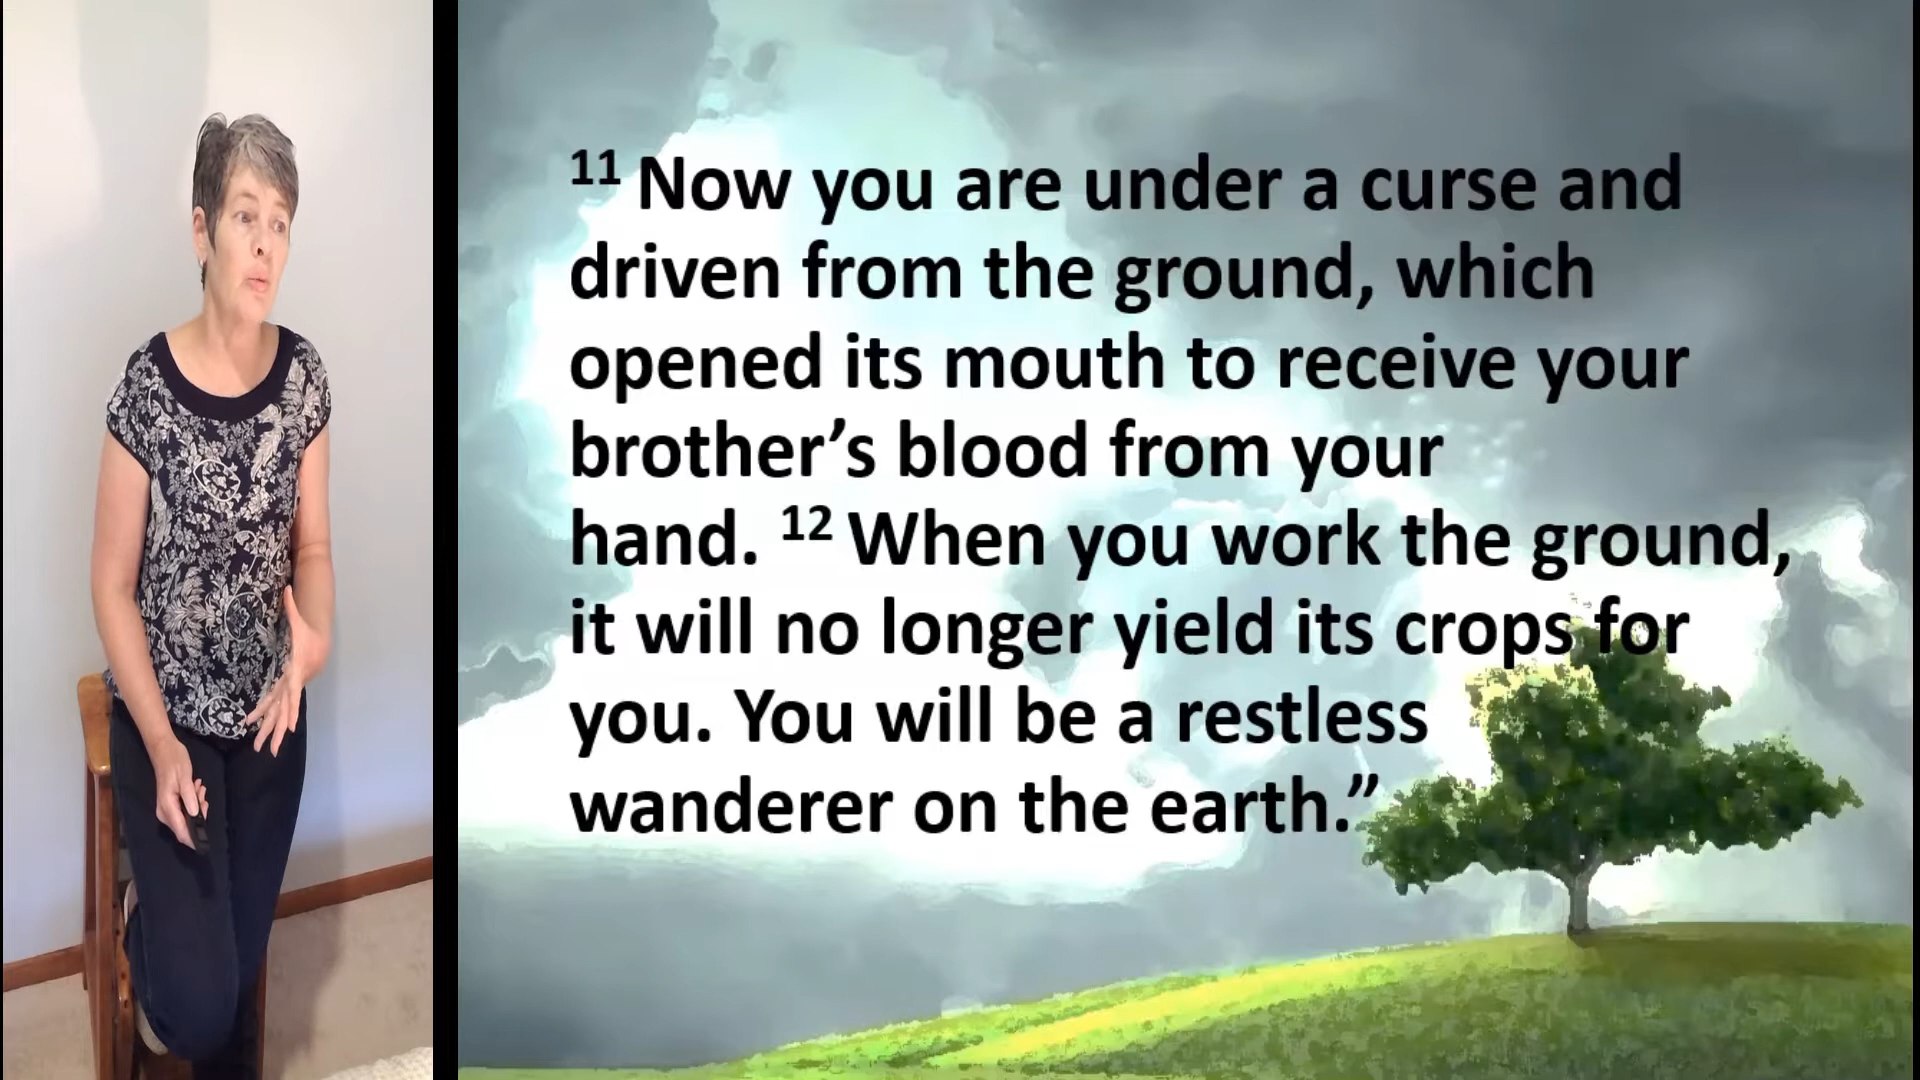 11 Now you are under a curse and
driven from the ground, which
opened its mouth to receive your
brother’s blood from your
hand. 12 When you work the ground,
it will no longer yield its crops for
you. You will be a restless
wanderer on the earth.”